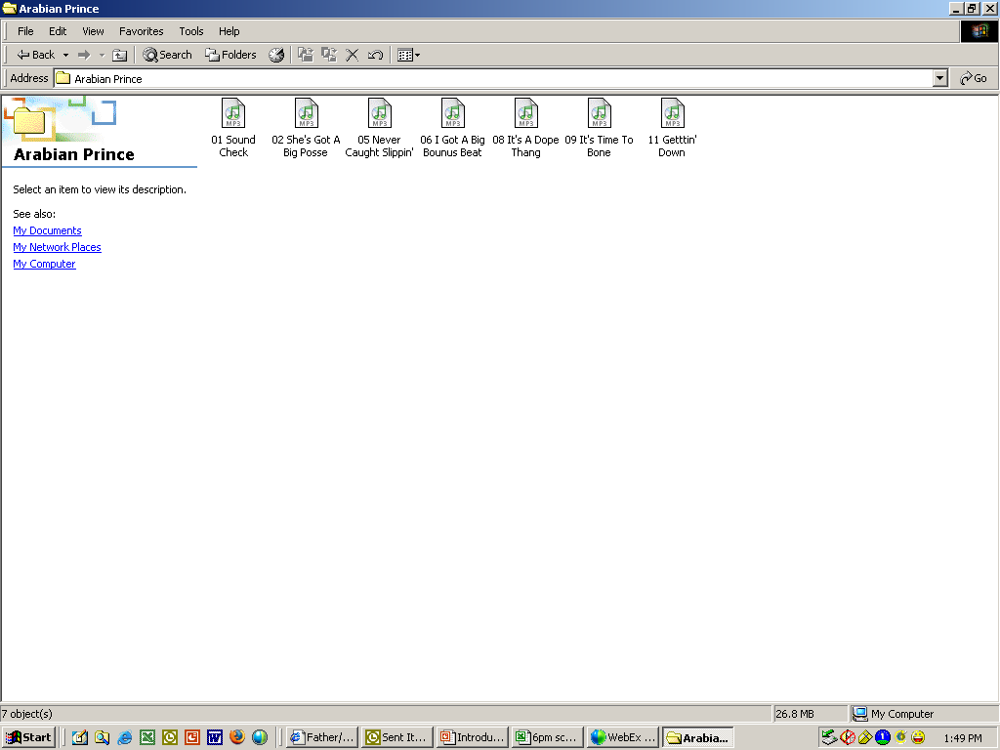 Arabian Prince
File Edit View Favorites Tools Help
Back Search Folders
Address Arabian Prince Go
MP3 MP3 MP3 MP3 MP3 MP3 MP3
01 Sound Check
02 She's Got A Big Posse
05 Never Caught Slippin'
06 I Got A Big Bounus Beat
08 It's A Dope Thang
09 It's Time To Bone
11 Getttin' Down
Arabian Prince
Select an item to view its description.
See also:
My Documents
My Network Places
My Computer
7 object(s) 26.8 MB My Computer
Start Father/... Sent It... Introdu... 6pm sc... WebEx ... Arabia... 1:49 PM